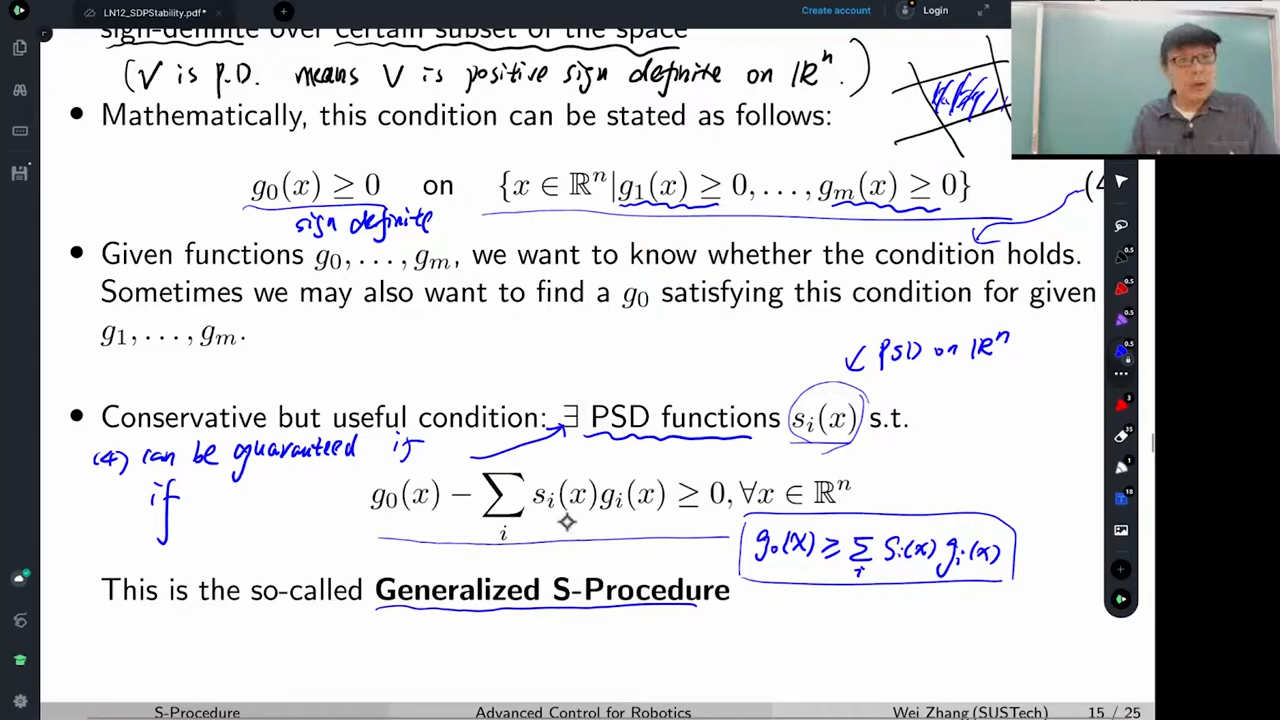 LN12_SDPStability.pdf*
Create account
Login
sign-definite over certain subset of the space
(V is P.D. means V is positive sign definite on ℝⁿ.)
• Mathematically, this condition can be stated as follows:
g₀(x) ≥ 0 on {x ∈ ℝⁿ|g₁(x) ≥ 0, . . . , gₘ(x) ≥ 0} (4
sign definite
• Given functions g₀, . . . , gₘ, we want to know whether the condition holds.
Sometimes we may also want to find a g₀ satisfying this condition for given
g₁, . . . , gₘ.
PSD on ℝⁿ
• Conservative but useful condition: ∃ PSD functions sᵢ(x) s.t.
(4) can be guaranteed if
if
g₀(x) − ∑ᵢ sᵢ(x)gᵢ(x) ≥ 0, ∀x ∈ ℝⁿ
g₀(x) ≥ ∑ᵢ sᵢ(x) gᵢ(x)
This is the so-called Generalized S-Procedure
S-Procedure
Advanced Control for Robotics
Wei Zhang (SUSTech)
15 / 25